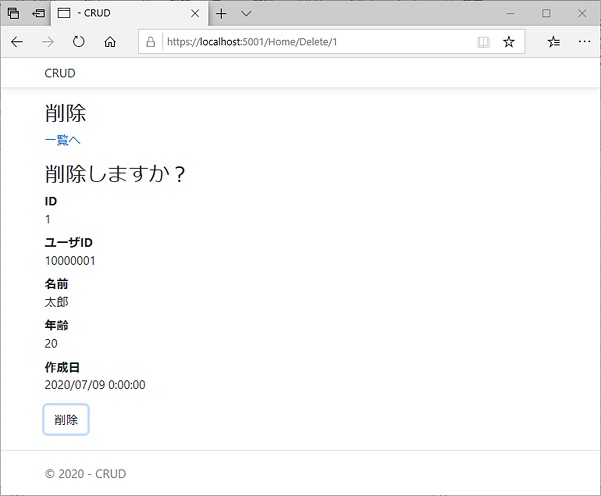 - CRUD
https://localhost:5001/Home/Delete/1
CRUD
削除
一覧へ
削除しますか？
ID
1
ユーザID
10000001
名前
太郎
年齢
20
作成日
2020/07/09 0:00:00
削除
© 2020 - CRUD